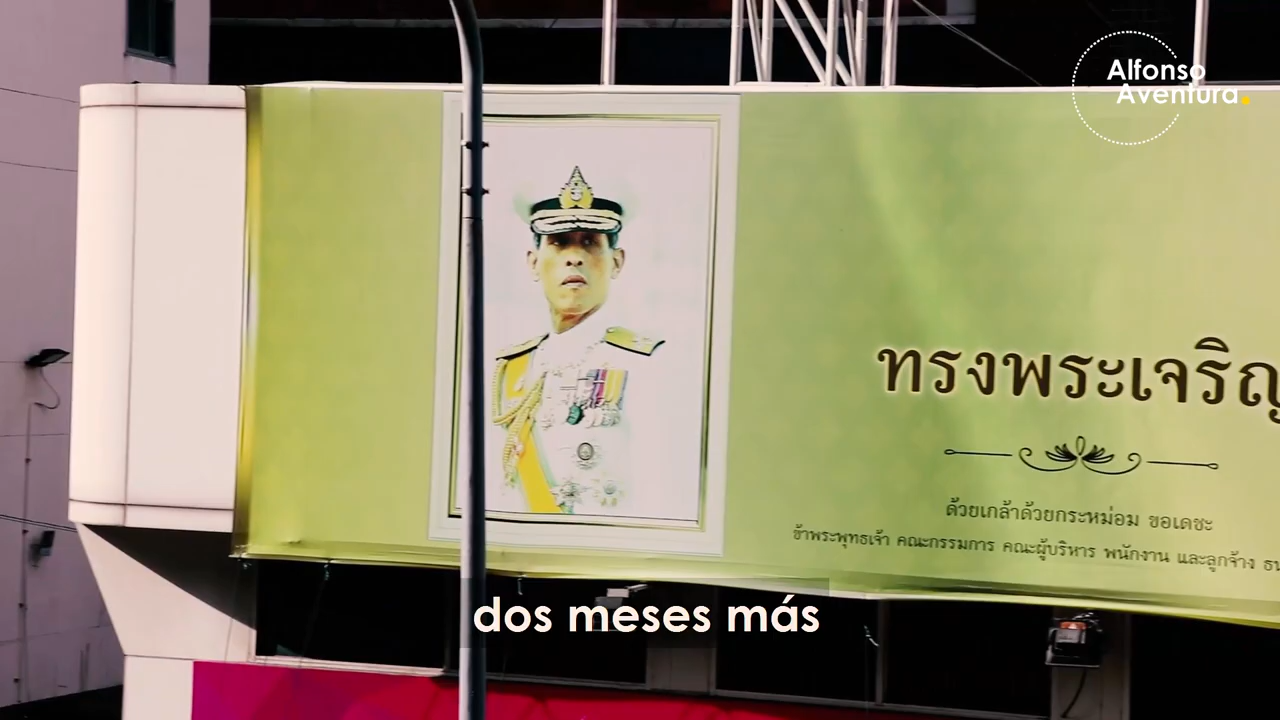 Alfonso
Aventura.
ทรงพระเจริญ
ด้วยเกล้าด้วยกระหม่อม ขอเดชะ
ข้าพระพุทธเจ้า คณะกรรมการ คณะผู้บริหาร พนักงาน และลูกจ้าง
dos meses más